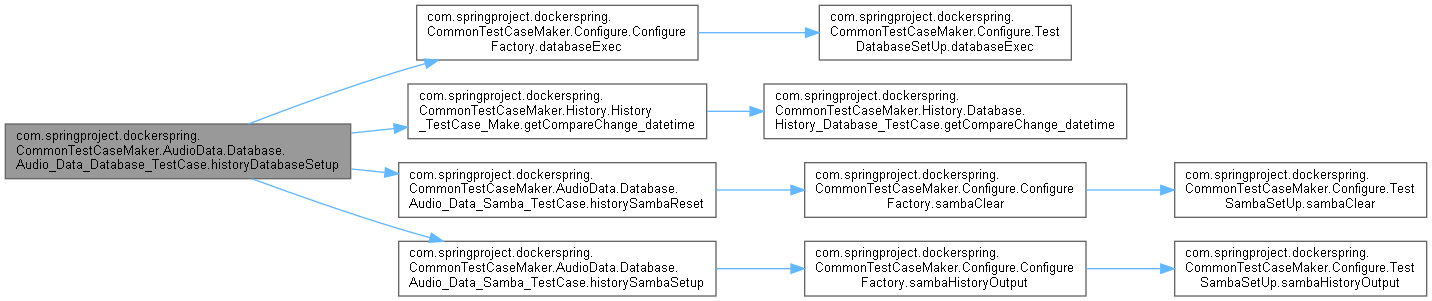 com.springproject.dockerspring.
CommonTestCaseMaker.AudioData.Database.
Audio_Data_Database_TestCase.historyDatabaseSetup
com.springproject.dockerspring.
CommonTestCaseMaker.Configure.Configure
Factory.databaseExec
com.springproject.dockerspring.
CommonTestCaseMaker.Configure.Test
DatabaseSetUp.databaseExec
com.springproject.dockerspring.
CommonTestCaseMaker.History.History
_TestCase_Make.getCompareChange_datetime
com.springproject.dockerspring.
CommonTestCaseMaker.History.Database.
History_Database_TestCase.getCompareChange_datetime
com.springproject.dockerspring.
CommonTestCaseMaker.AudioData.Database.
Audio_Data_Samba_TestCase.historySambaReset
com.springproject.dockerspring.
CommonTestCaseMaker.Configure.Configure
Factory.sambaClear
com.springproject.dockerspring.
CommonTestCaseMaker.Configure.Test
SambaSetUp.sambaClear
com.springproject.dockerspring.
CommonTestCaseMaker.AudioData.Database.
Audio_Data_Samba_TestCase.historySambaSetup
com.springproject.dockerspring.
CommonTestCaseMaker.Configure.Configure
Factory.sambaHistoryOutput
com.springproject.dockerspring.
CommonTestCaseMaker.Configure.Test
SambaSetUp.sambaHistoryOutput